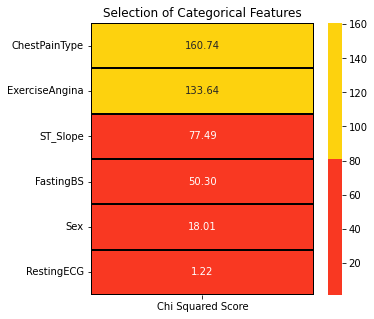 Selection of Categorical Features
ChestPainType 160.74
ExerciseAngina 133.64
ST_Slope 77.49
FastingBS 50.30
Sex 18.01
RestingECG 1.22
Chi Squared Score
160
140
120
100
80
60
40
20